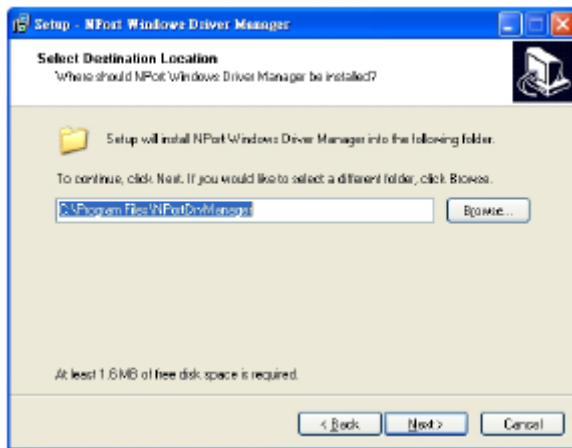 Setup - NPort Windows Driver Manager
Select Destination Location
Where should NPort Windows Driver Manager be installed?
Setup will install NPort Windows Driver Manager into the following folder.
To continue, click Next. If you would like to select a different folder, click Browse.
C:\Program Files\NPortDrvManager
Browse...
At least 1.6 MB of free disk space is required.
< Back
Next >
Cancel